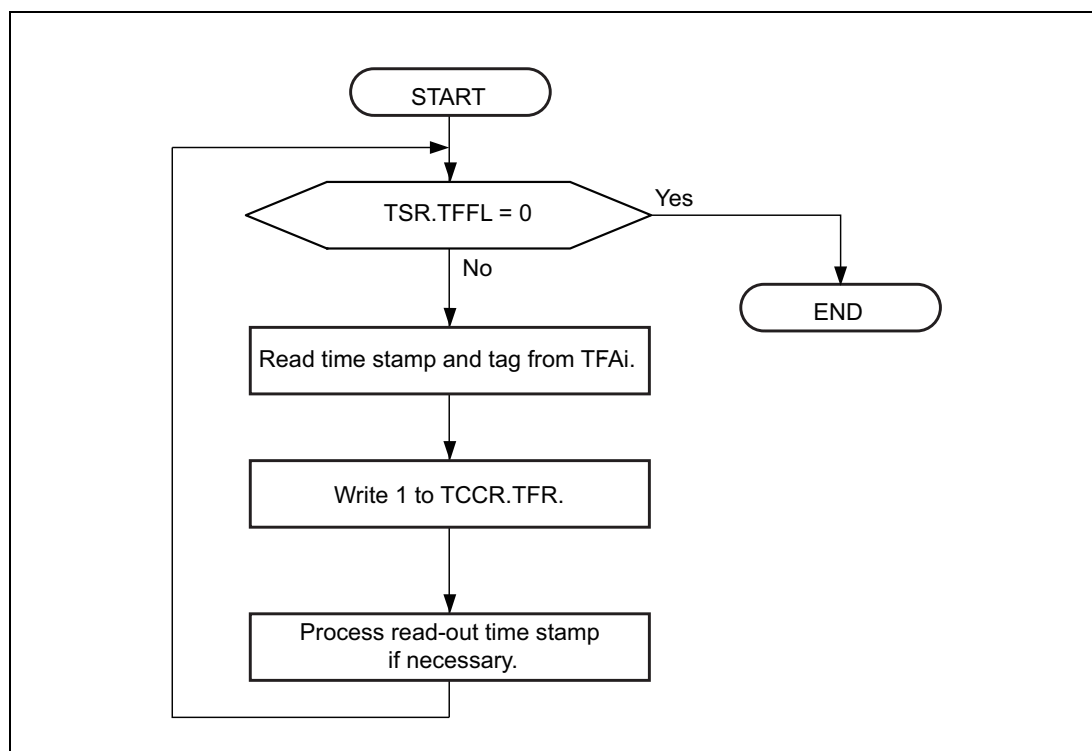 START
TSR.TFFL = 0
Yes
No
END
Read time stamp and tag from TFAi.
Write 1 to TCCR.TFR.
Process read-out time stamp
if necessary.